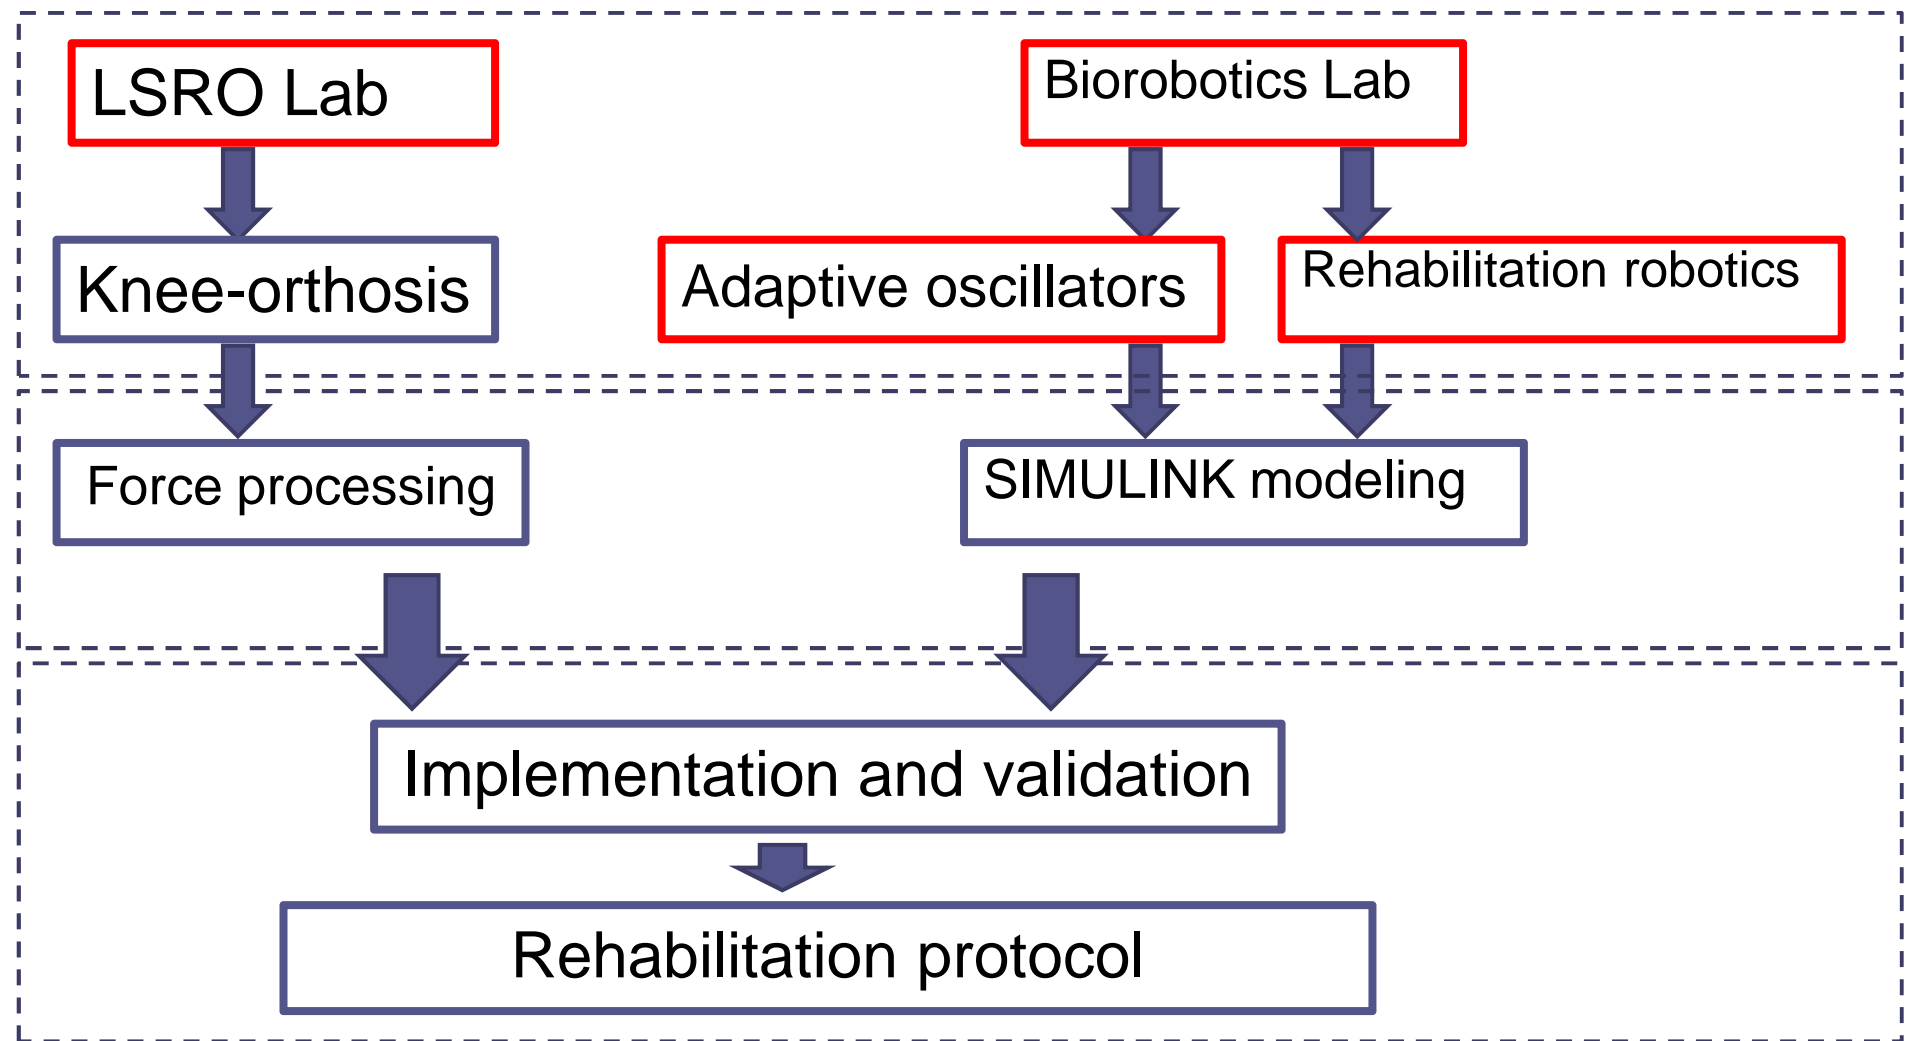 LSRO Lab
Biorobotics Lab
Knee-orthosis
Adaptive oscillators
Rehabilitation robotics
Force processing
SIMULINK modeling
Implementation and validation
Rehabilitation protocol